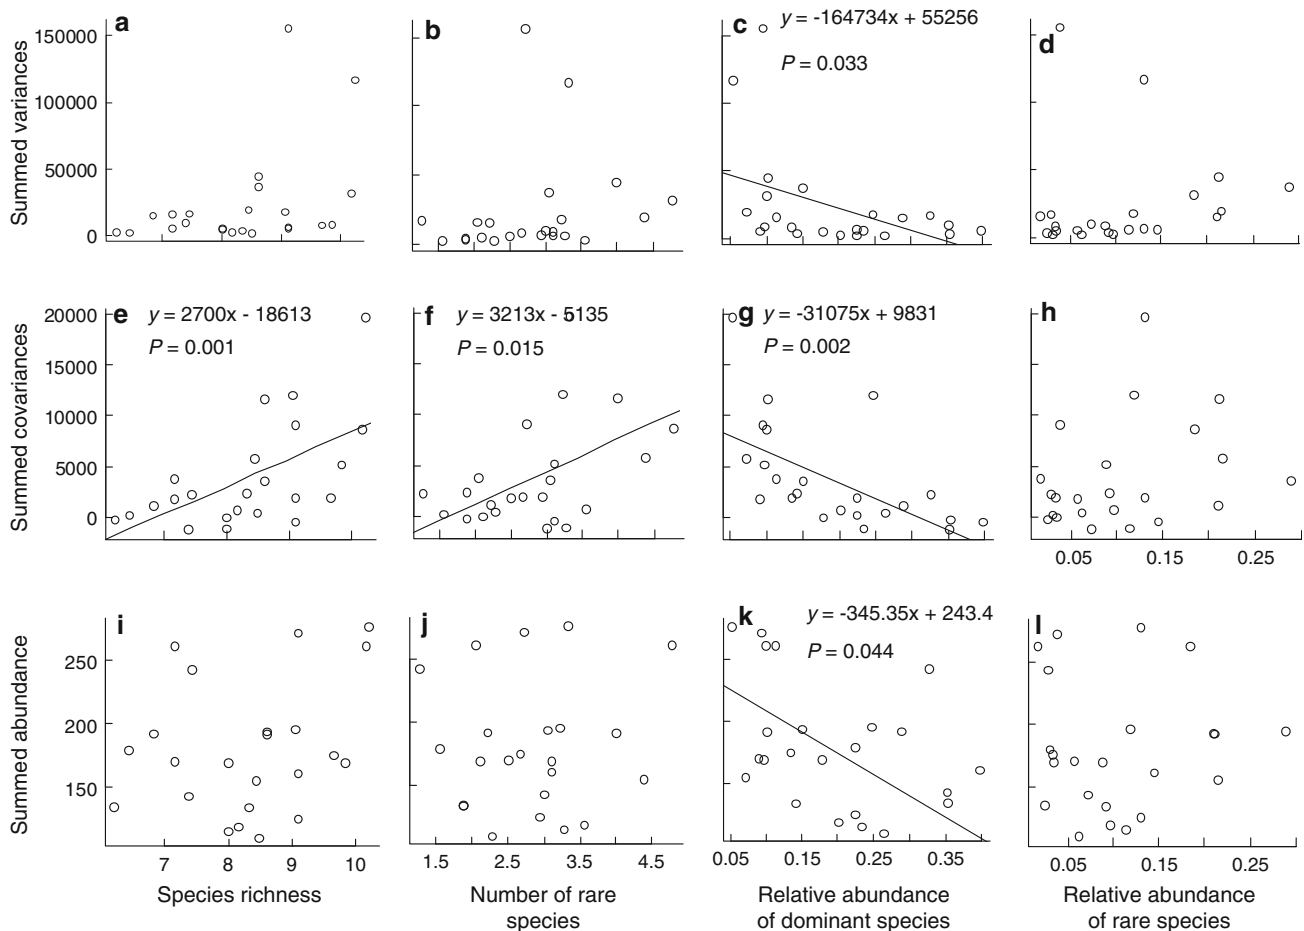 a
b
c
y = -164734x + 55256
P = 0.033
d
Summed variances
150000
100000
50000
0
e
y = 2700x - 18613
P = 0.001
f
y = 3213x - 5135
P = 0.015
g
y = -31075x + 9831
P = 0.002
h
Summed covariances
20000
15000
10000
5000
0
0.05 0.15 0.25
i
j
k
y = -345.35x + 243.4
P = 0.044
l
Summed abundance
250
200
150
7 8 9 10
1.5 2.5 3.5 4.5
0.05 0.15 0.25 0.35
0.05 0.15 0.25
Species richness
Number of rare
species
Relative abundance
of dominant species
Relative abundance
of rare species